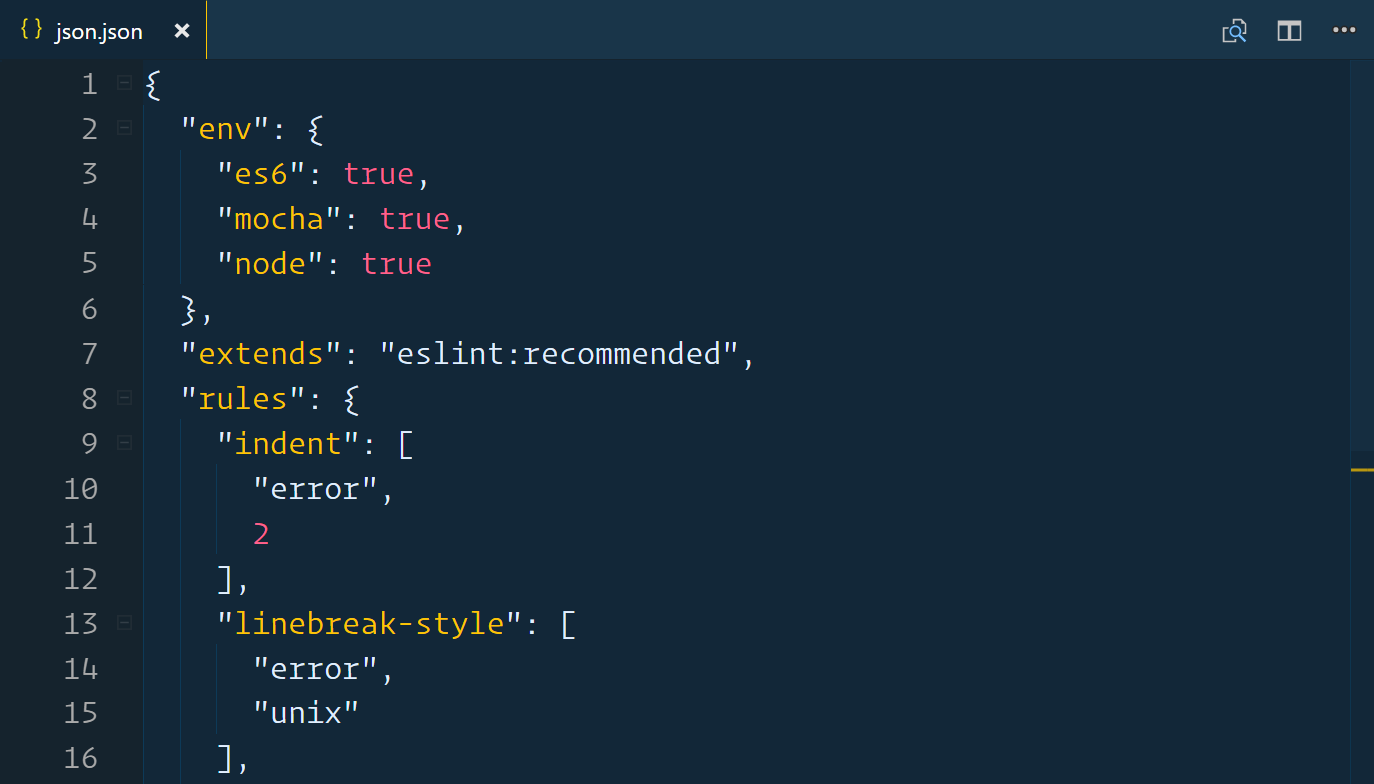 { } json.json ×
1 {
2   "env": {
3     "es6": true,
4     "mocha": true,
5     "node": true
6   },
7   "extends": "eslint:recommended",
8   "rules": {
9     "indent": [
10       "error",
11       2
12     ],
13     "linebreak-style": [
14       "error",
15       "unix"
16     ],